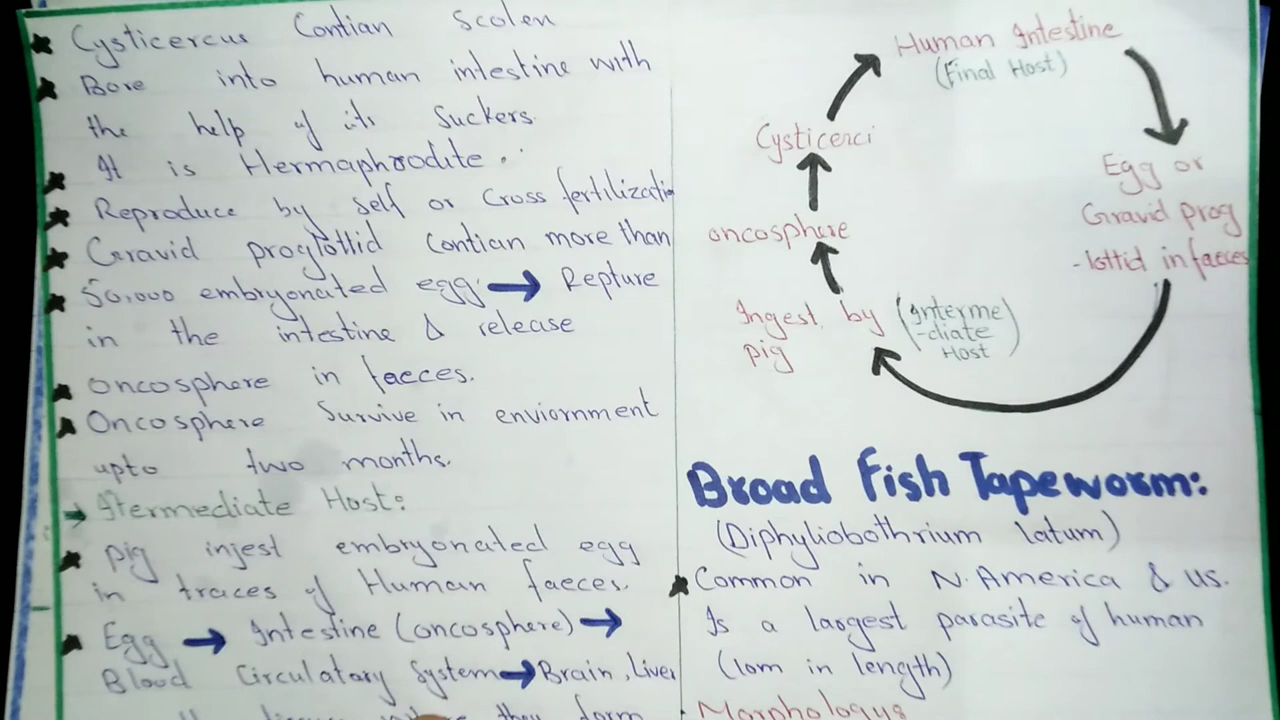 Cysticercus Contian Scolen
Bore into human intestine with
the help of its Suckers.
It is Hermaphrodite.
Reproduce by self or Cross fertilizatio
Gravid proglottid Contian more than
50,000 embryonated egg. → Repture
in the intestine & release
oncosphere in faeces.
Oncosphere Survive in enviornment
upto two months.
→ Itermediate Host:
pig injest embryonated egg
in traces of Human faeces.
Egg → Intestine (oncosphere) →
Blood Circulatory System → Brain, Liver
they form
Human Intestine
(Final Host)
Cysticerci
Egg or
Gravid prog
-lottid in faeces
oncosphere
Ingest by (Interme
-diate
pig Host)
Broad Fish Tapeworm:
(Diphyliobothrium latum)
Common in N. America & US.
Is a largest parasite of human
(10m in length)
Morphologys